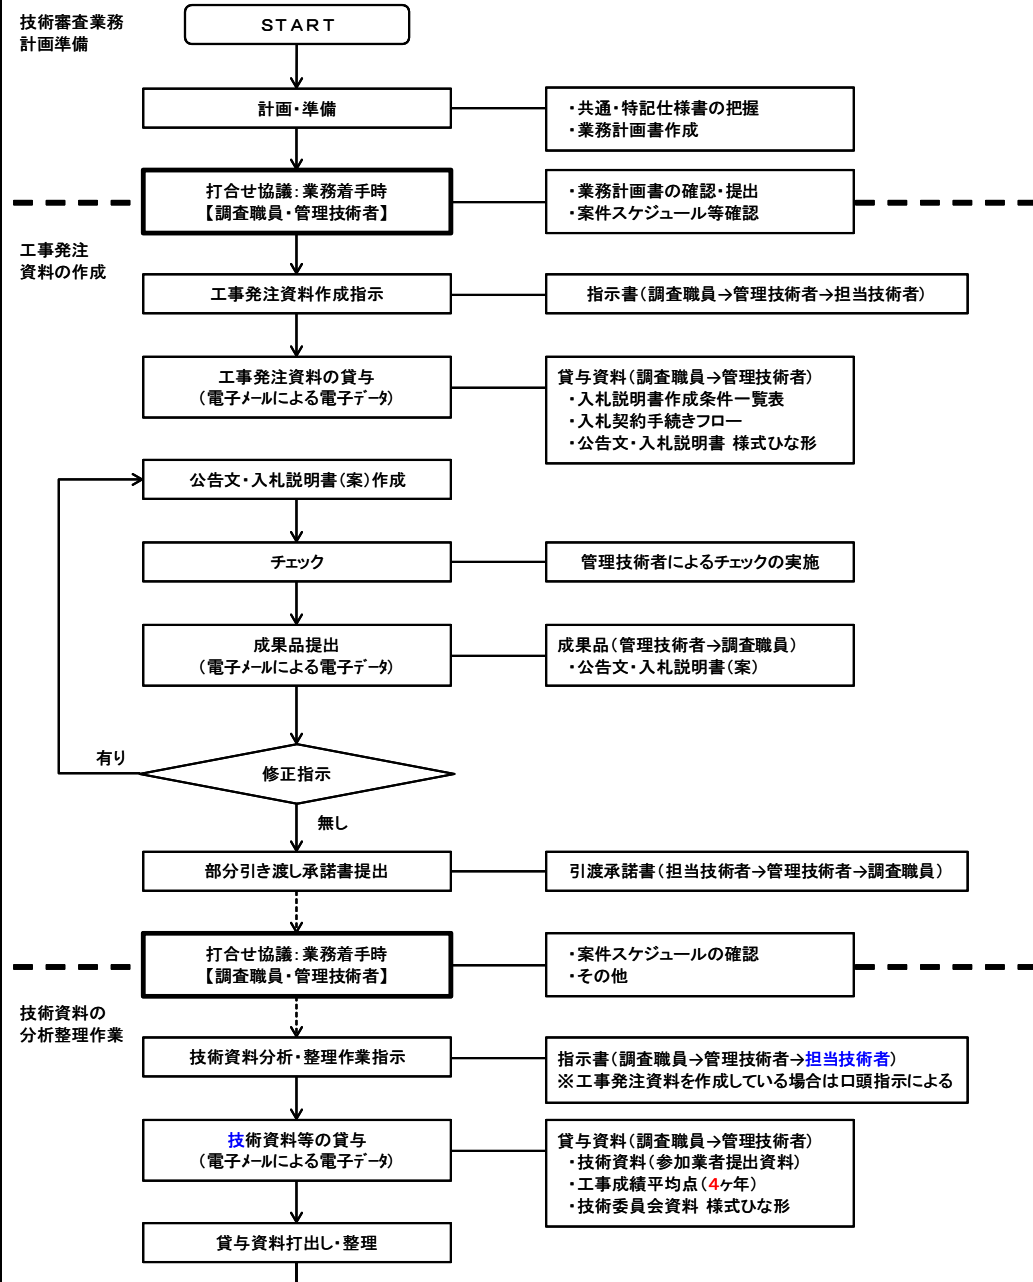 技術審査業務
計画準備
START
計画・準備
・共通・特記仕様書の把握
・業務計画書作成
打合せ協議：業務着手時
【調査職員・管理技術者】
・業務計画書の確認・提出
・案件スケジュール等確認
工事発注
資料の作成
工事発注資料作成指示
指示書（調査職員→管理技術者→担当技術者）
工事発注資料の貸与
（電子メールによる電子データ）
貸与資料（調査職員→管理技術者）
・入札説明書作成条件一覧表
・入札契約手続きフロー
・公告文・入札説明書 様式ひな形
公告文・入札説明書（案）作成
チェック
管理技術者によるチェックの実施
成果品提出
（電子メールによる電子データ）
成果品（管理技術者→調査職員）
・公告文・入札説明書（案）
有り
修正指示
無し
部分引き渡し承諾書提出
引渡承諾書（担当技術者→管理技術者→調査職員）
打合せ協議：業務着手時
【調査職員・管理技術者】
・案件スケジュールの確認
・その他
技術資料の
分析整理作業
技術資料分析・整理作業指示
指示書（調査職員→管理技術者→担当技術者）
※工事発注資料を作成している場合は口頭指示による
技術資料等の貸与
（電子メールによる電子データ）
貸与資料（調査職員→管理技術者）
・技術資料（参加業者提出資料）
・工事成績平均点（4ヶ年）
・技術委員会資料 様式ひな形
貸与資料打出し・整理